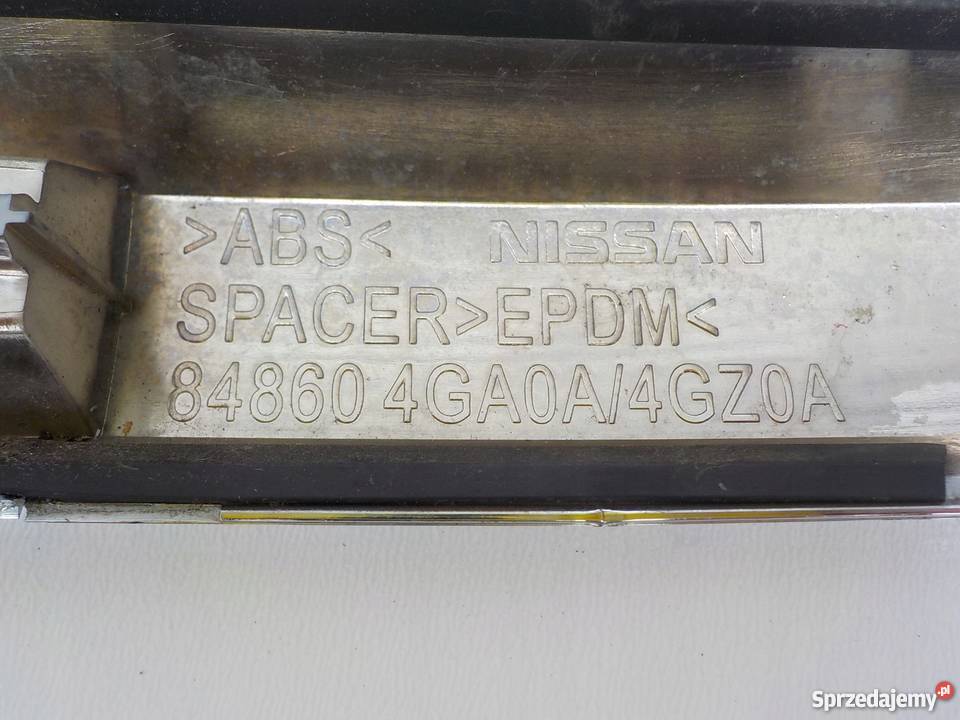 >ABS< NISSAN
SPACER>EPDM<
84860 4GA0A/4GZ0A
Sprzedajemy.pl